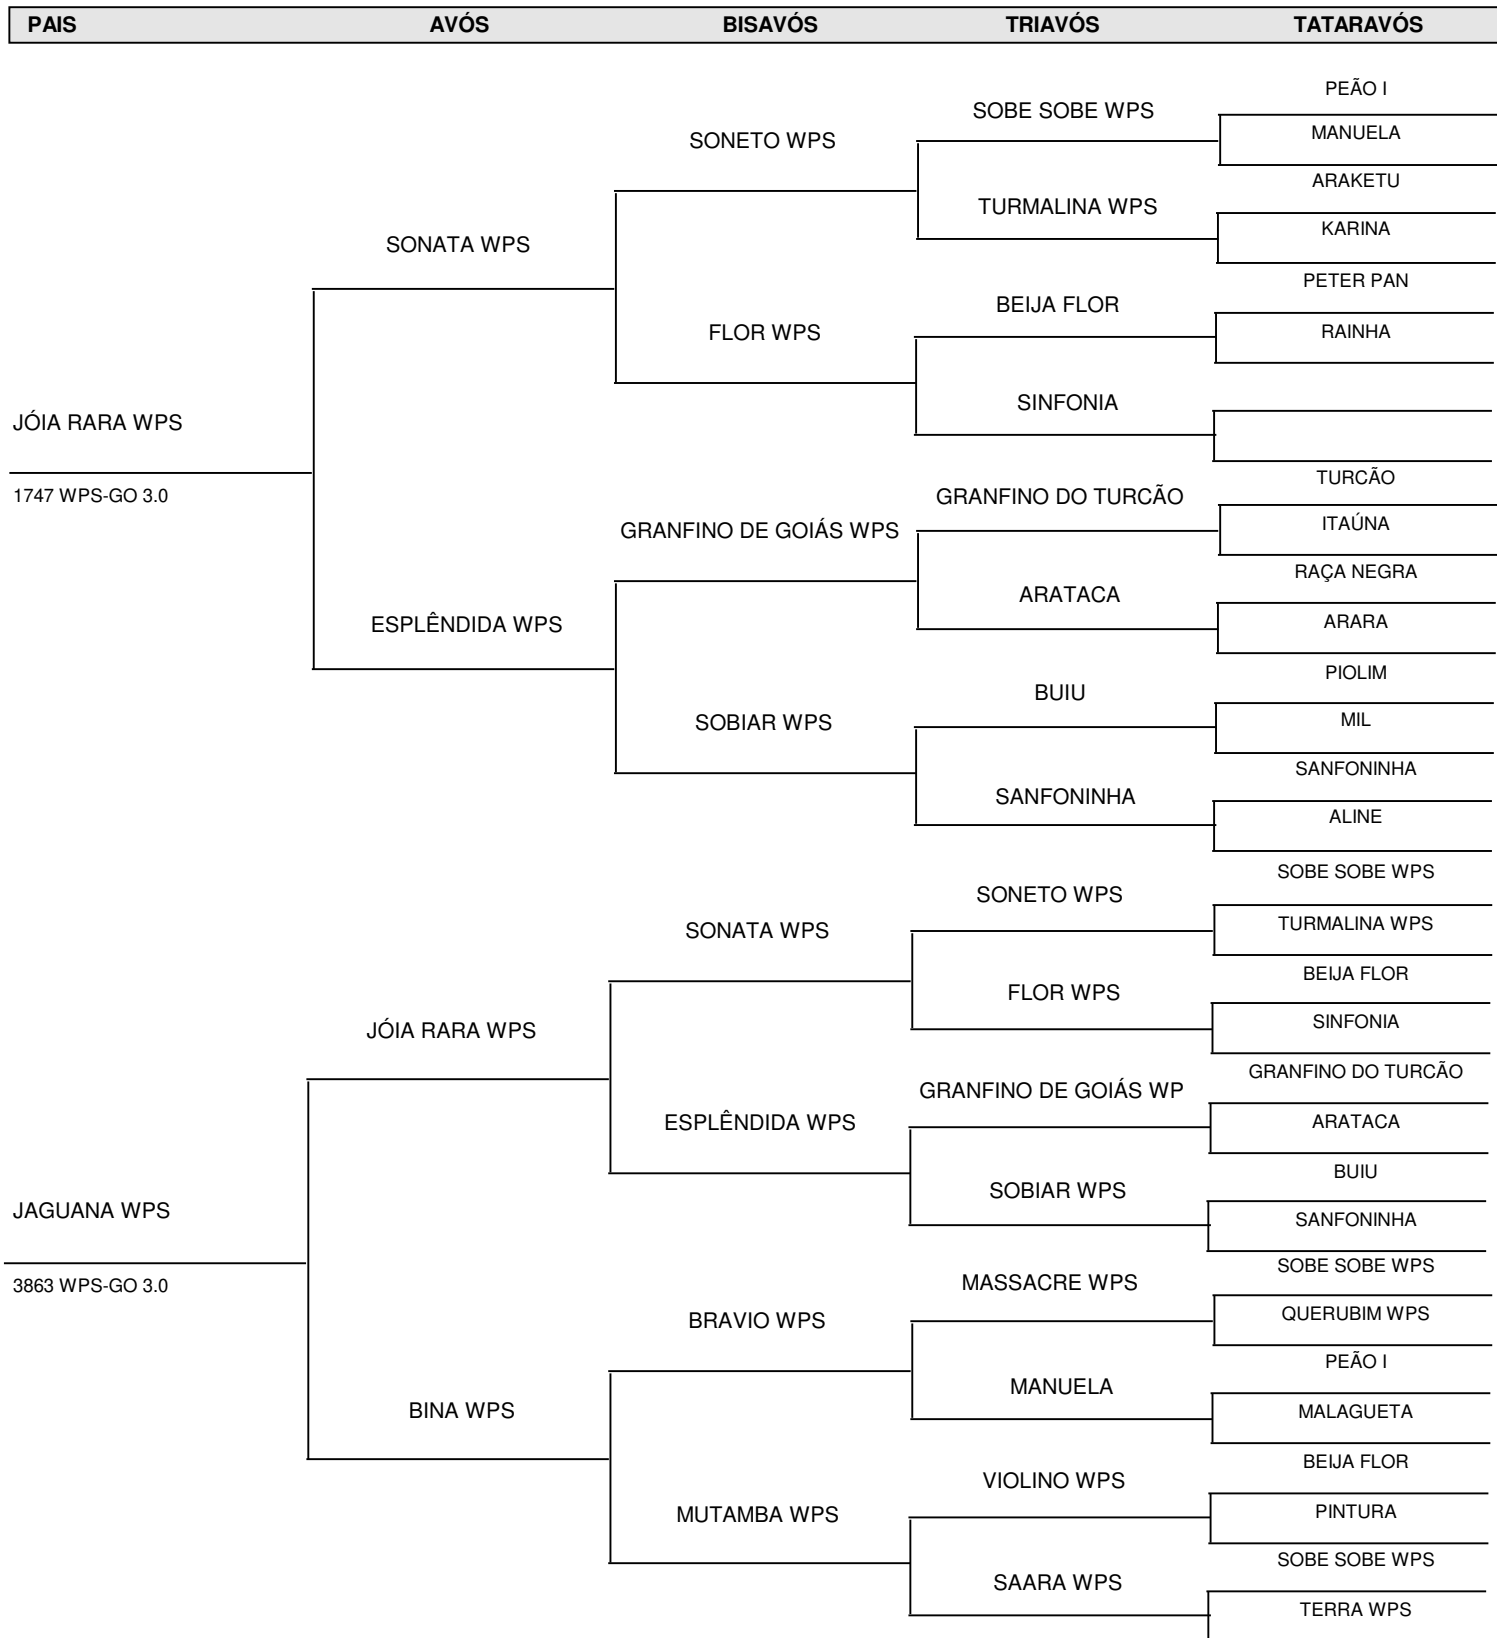 PAIS AVÓS BISAVÓS TRIAVÓS TATARAVÓS
PEÃO I
SOBE SOBE WPS
MANUELA
SONETO WPS
ARAKETU
TURMALINA WPS
KARINA
SONATA WPS
PETER PAN
BEIJA FLOR
RAINHA
FLOR WPS
SINFONIA
JÓIA RARA WPS
1747 WPS-GO 3.0
TURCÃO
GRANFINO DO TURCÃO
ITAÚNA
GRANFINO DE GOIÁS WPS
RAÇA NEGRA
ARATACA
ARARA
ESPLÊNDIDA WPS
PIOLIM
BUIU
MIL
SOBIAR WPS
SANFONINHA
SANFONINHA
ALINE
SOBE SOBE WPS
SONETO WPS
TURMALINA WPS
SONATA WPS
BEIJA FLOR
FLOR WPS
SINFONIA
JÓIA RARA WPS
GRANFINO DO TURCÃO
GRANFINO DE GOIÁS WP
ARATACA
ESPLÊNDIDA WPS
BUIU
SOBIAR WPS
SANFONINHA
JAGUANA WPS
3863 WPS-GO 3.0
SOBE SOBE WPS
MASSACRE WPS
QUERUBIM WPS
BRAVIO WPS
PEÃO I
MANUELA
MALAGUETA
BINA WPS
BEIJA FLOR
VIOLINO WPS
PINTURA
MUTAMBA WPS
SOBE SOBE WPS
SAARA WPS
TERRA WPS